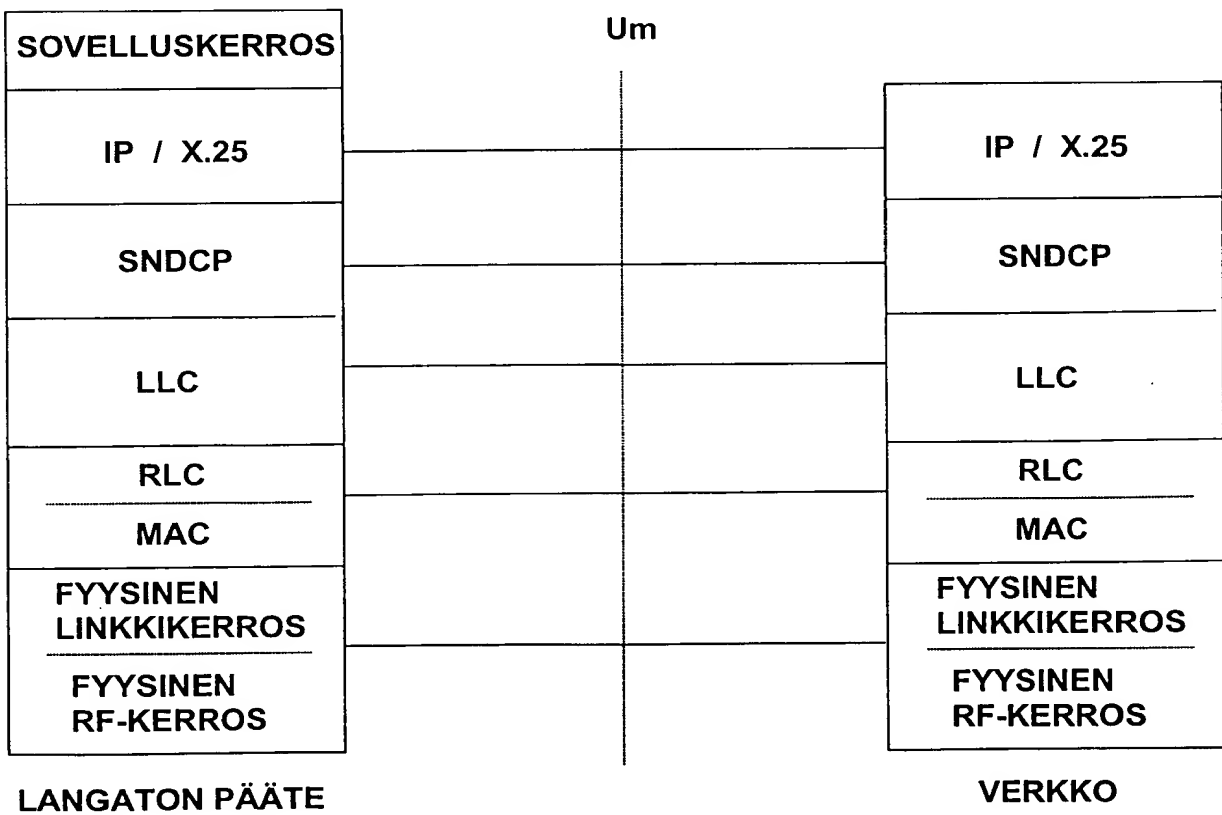 SOVELLUSKERROS
IP / X.25
SNDCP
LLC
RLC
MAC
FYYSINEN
LINKKIKERROS
FYYSINEN
RF-KERROS
LANGATON PÄÄTE
Um
IP / X.25
SNDCP
LLC
RLC
MAC
FYYSINEN
LINKKIKERROS
FYYSINEN
RF-KERROS
VERKKO